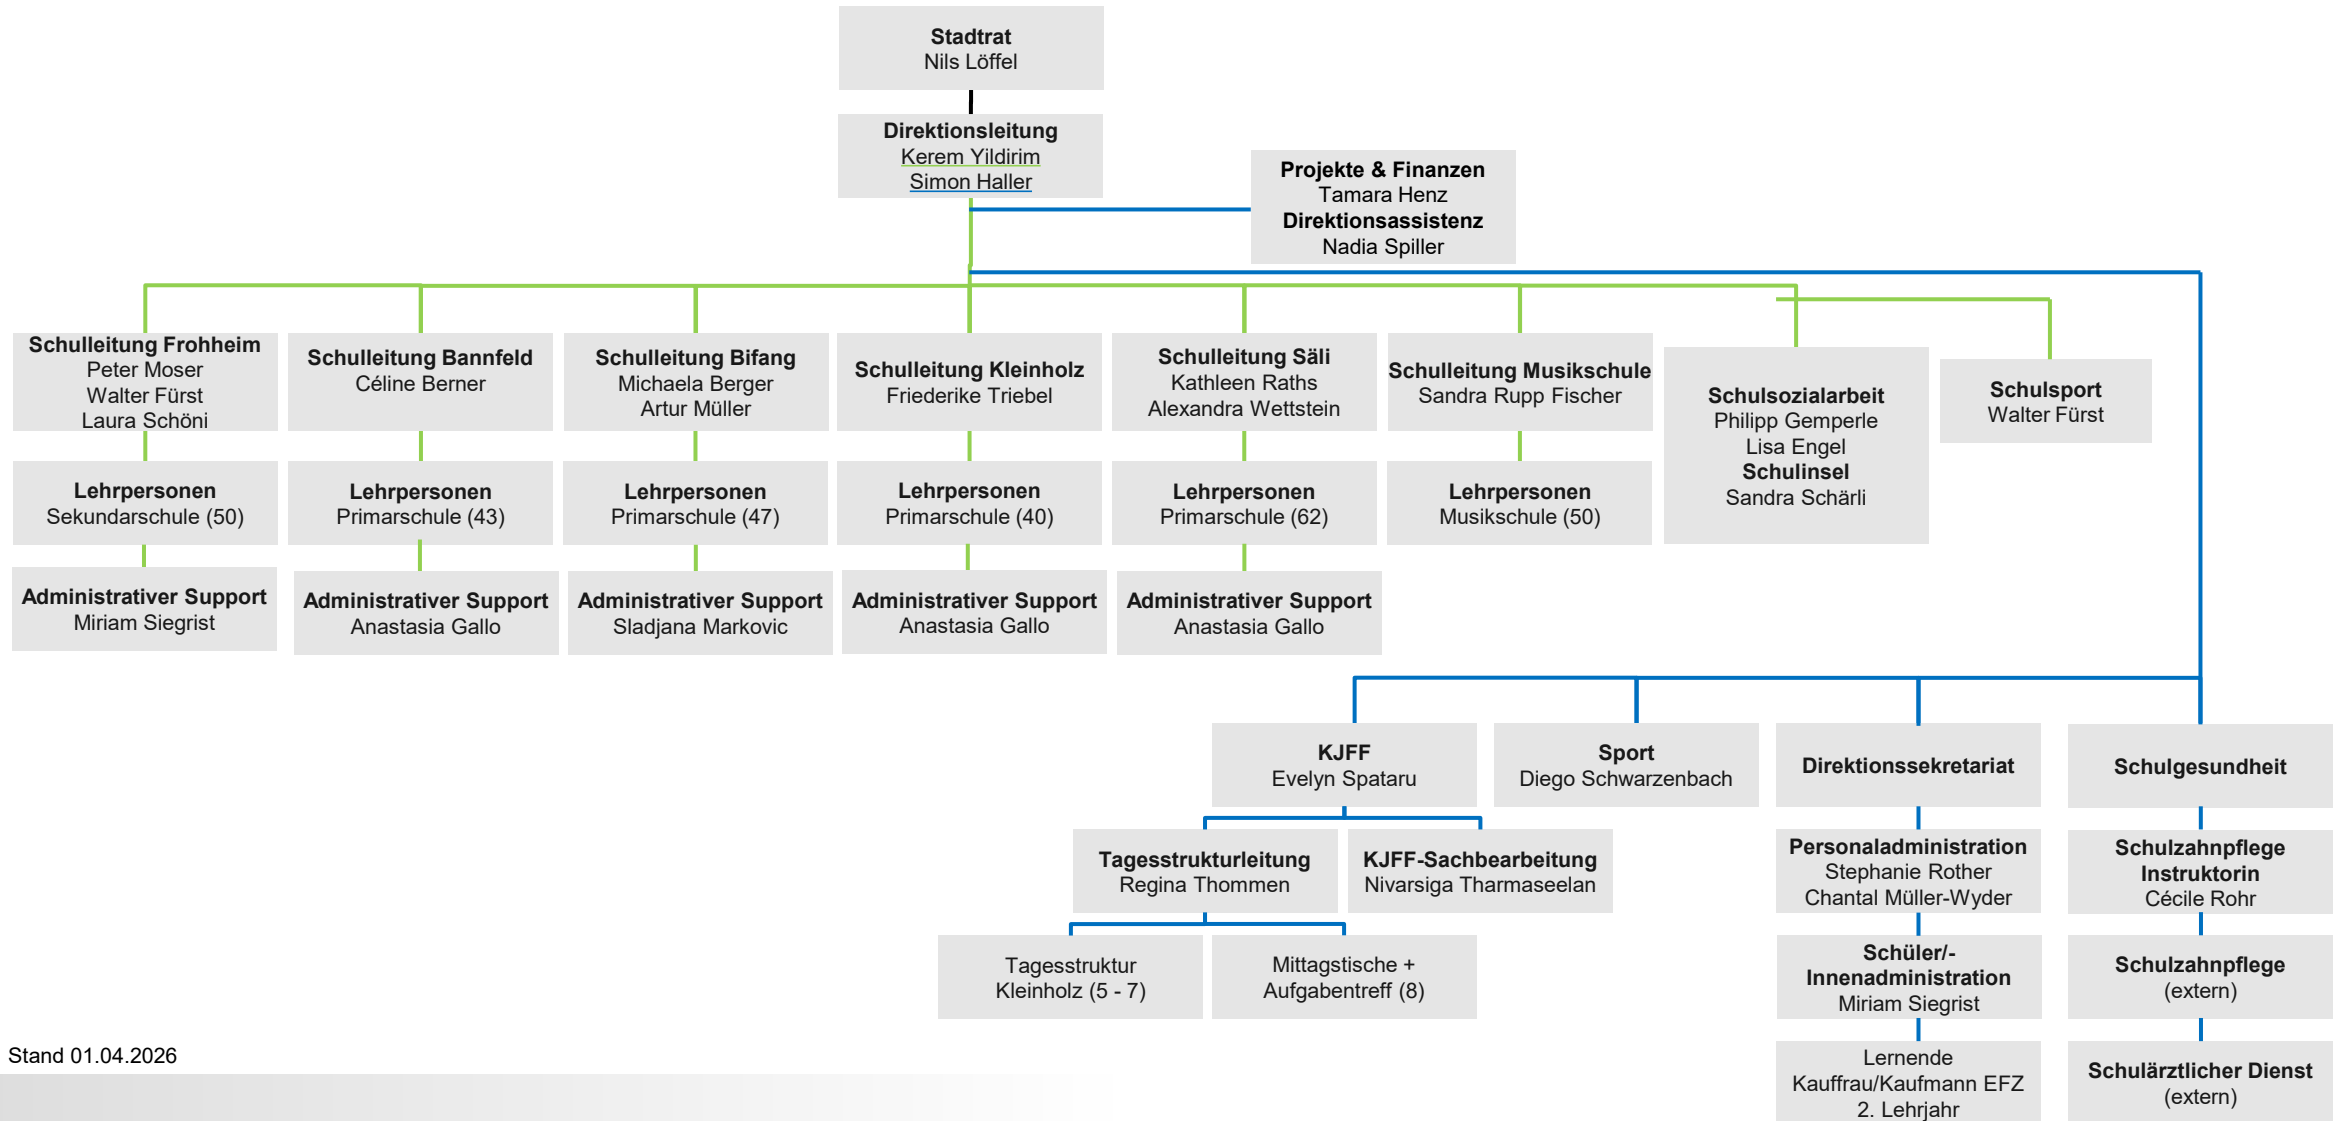 Stadtrat
Nils Löffel
Direktionsleitung
Kerem Yildirim
Simon Haller
Projekte & Finanzen
Tamara Henz
Direktionsassistenz
Nadia Spiller
Schulleitung Frohheim
Peter Moser
Walter Fürst
Laura Schöni
Schulleitung Bannfeld
Céline Berner
Schulleitung Bifang
Michaela Berger
Artur Müller
Schulleitung Kleinholz
Friederike Triebel
Schulleitung Säli
Kathleen Raths
Alexandra Wettstein
Schulleitung Musikschule
Sandra Rupp Fischer
Schulsozialarbeit
Philipp Gemperle
Lisa Engel
Schulinsel
Sandra Schärli
Schulsport
Walter Fürst
Lehrpersonen
Sekundarschule (50)
Lehrpersonen
Primarschule (43)
Lehrpersonen
Primarschule (47)
Lehrpersonen
Primarschule (40)
Lehrpersonen
Primarschule (62)
Lehrpersonen
Musikschule (50)
Administrativer Support
Miriam Siegrist
Administrativer Support
Anastasia Gallo
Administrativer Support
Sladjana Markovic
Administrativer Support
Anastasia Gallo
Administrativer Support
Anastasia Gallo
KJFF
Evelyn Spataru
Sport
Diego Schwarzenbach
Direktionssekretariat
Schulgesundheit
Tagesstrukturleitung
Regina Thommen
KJFF-Sachbearbeitung
Nivarsiga Tharmaseelan
Personaladministration
Stephanie Rother
Chantal Müller-Wyder
Schulzahnpflege
Instruktorin
Cécile Rohr
Tagesstruktur
Kleinholz (5 - 7)
Mittagstische +
Aufgabentreff (8)
Schüler/-
Innenadministration
Miriam Siegrist
Schulzahnpflege
(extern)
Lernende
Kauffrau/Kaufmann EFZ
2. Lehrjahr
Schulärztlicher Dienst
(extern)
Stand 01.04.2026